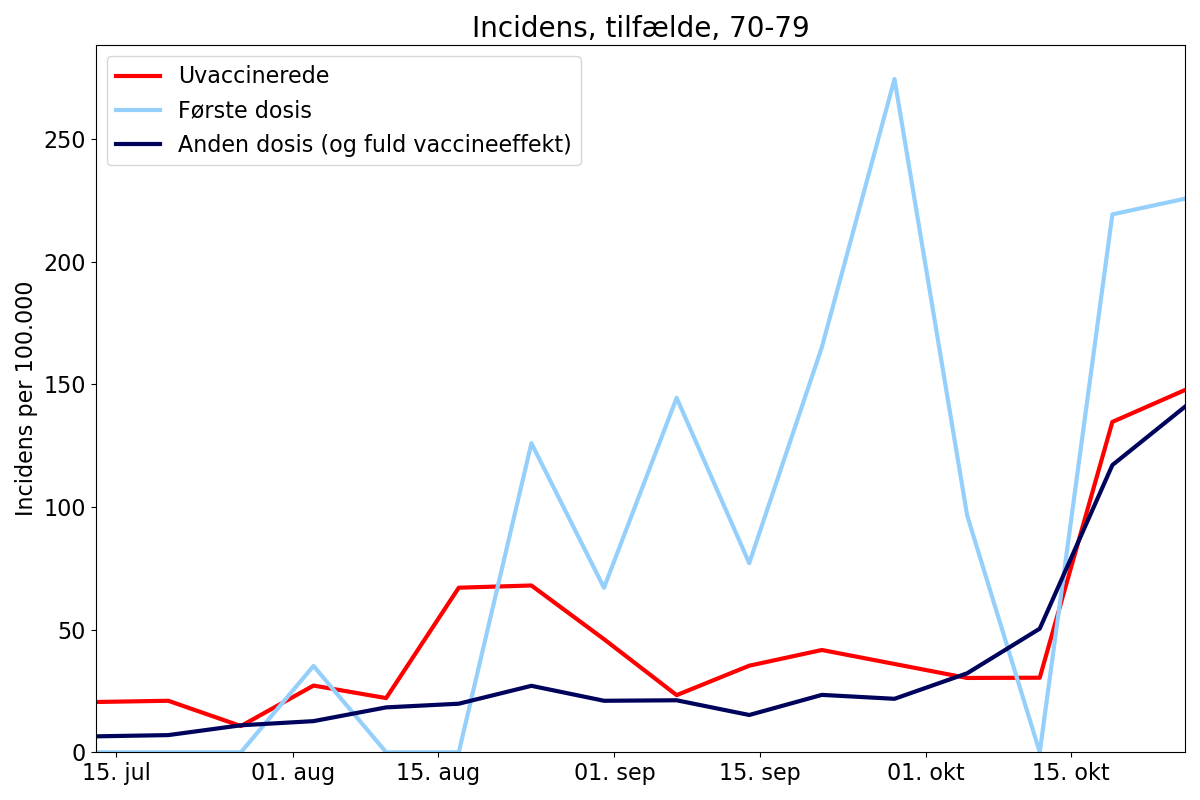 Incidens, tilfælde, 70-79
Uvaccinerede
Første dosis
Anden dosis (og fuld vaccineeffekt)
Incidens per 100.000
250
200
150
100
50
0
15. jul
01. aug
15. aug
01. sep
15. sep
01. okt
15. okt